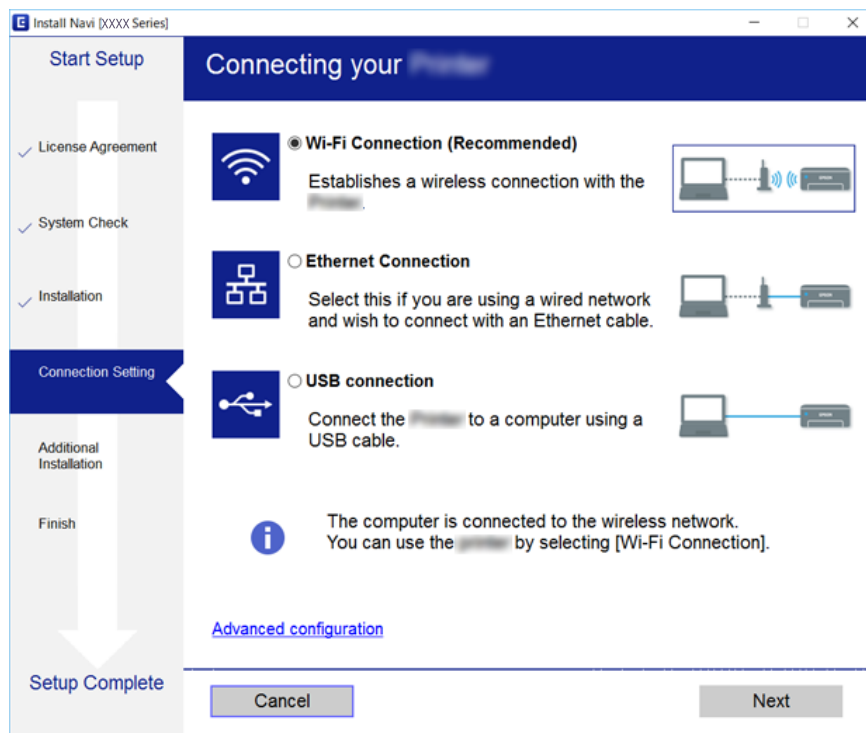 Install Navi [XXXX Series]
Start Setup
License Agreement
System Check
Installation
Connection Setting
Additional
Installation
Finish
Setup Complete
Connecting your
Wi-Fi Connection (Recommended)
Establishes a wireless connection with the
.
Ethernet Connection
Select this if you are using a wired network
and wish to connect with an Ethernet cable.
USB connection
Connect the to a computer using a
USB cable.
The computer is connected to the wireless network.
You can use the by selecting [Wi-Fi Connection].
Advanced configuration
Cancel
Next
EPSON
EPSON
EPSON